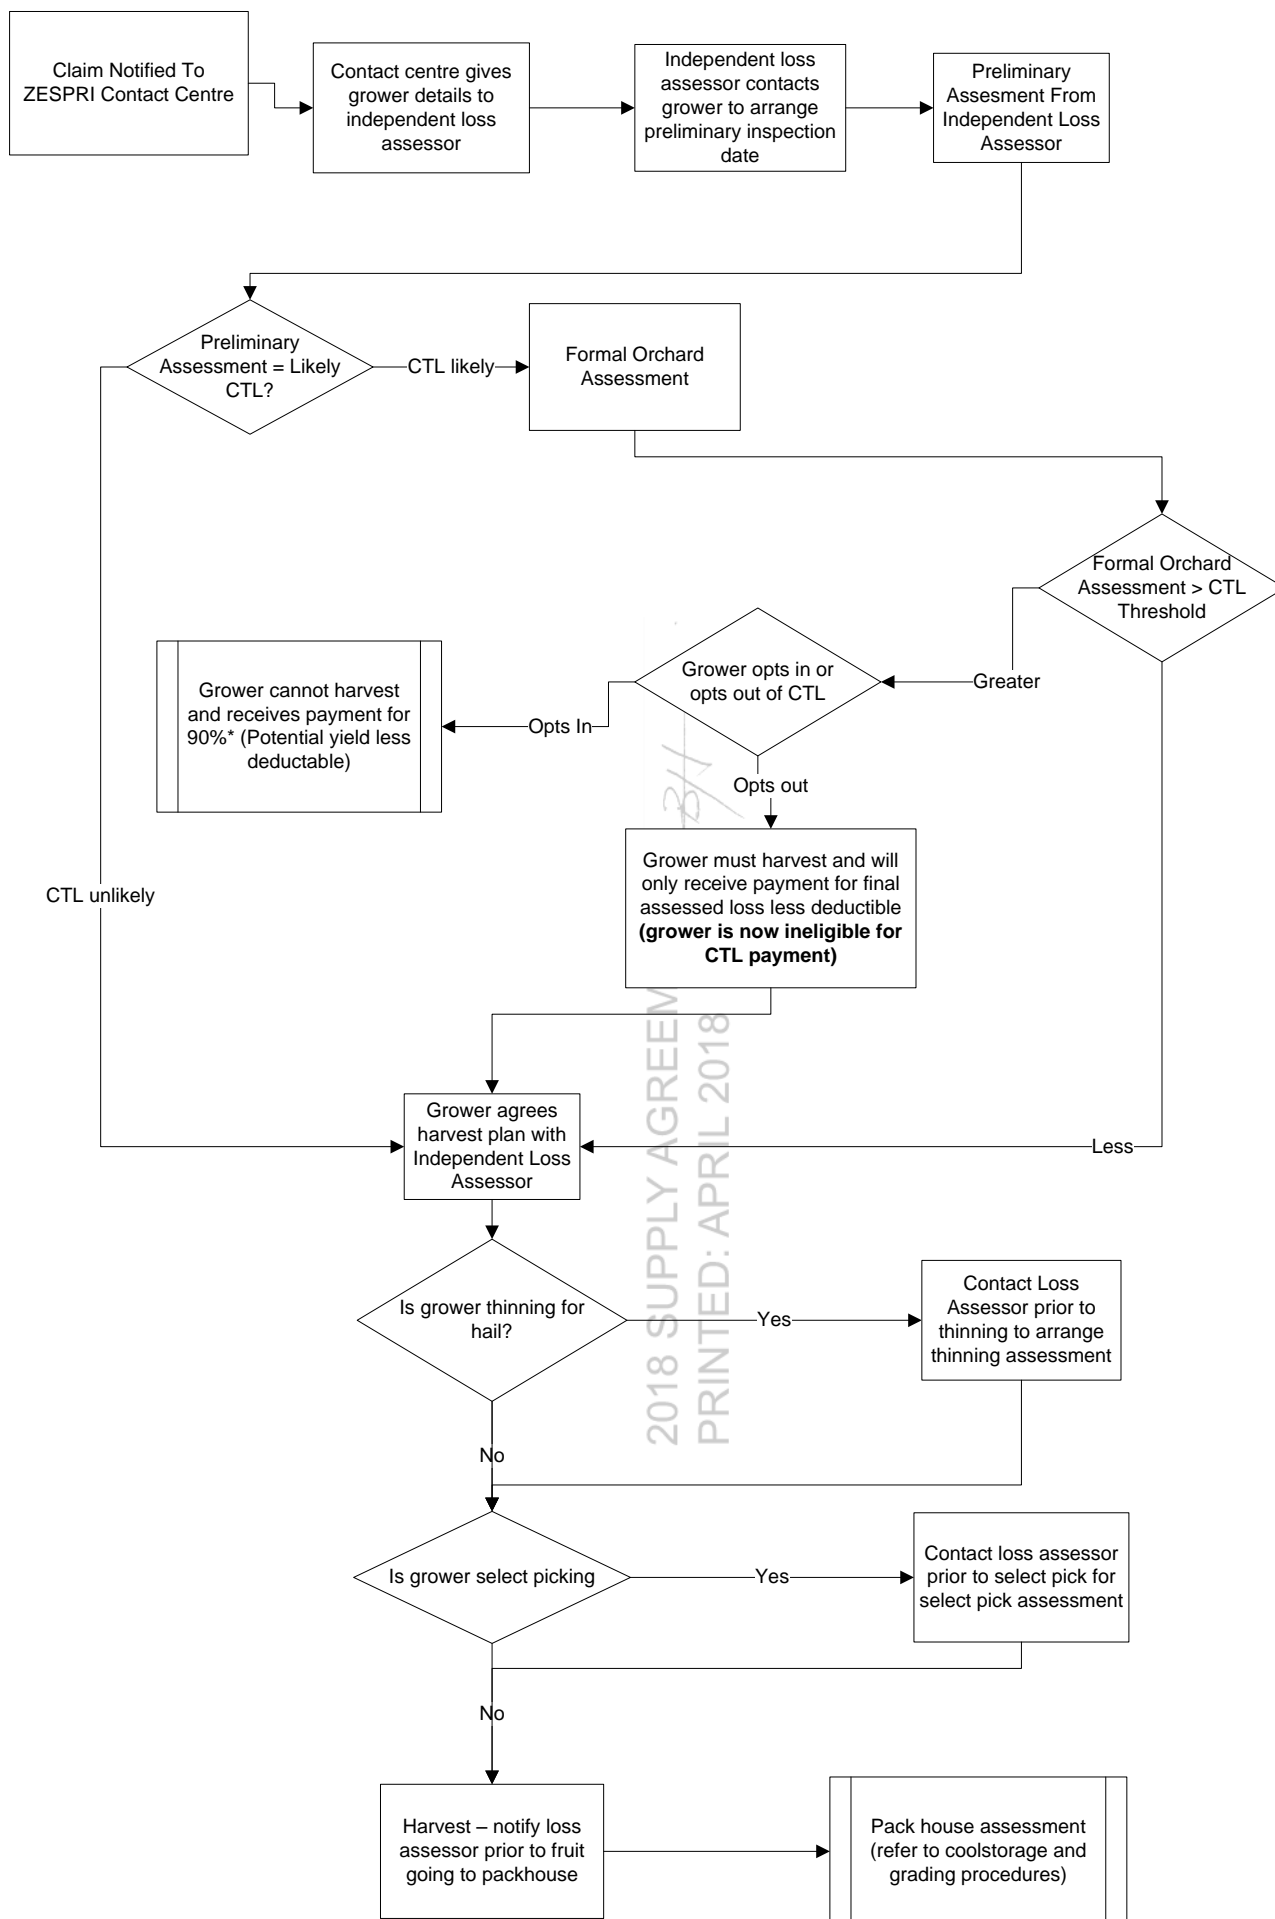 Claim Notified To
ZESPRI Contact Centre
Contact centre gives
grower details to
independent loss
assessor
Independent loss
assessor contacts
grower to arrange
preliminary inspection
date
Preliminary
Assesment From
Independent Loss
Assessor
Preliminary
Assessment = Likely
CTL?
CTL likely
Formal Orchard
Assessment
Formal Orchard
Assessment > CTL
Threshold
Greater
Grower opts in or
opts out of CTL
Opts In
Grower cannot harvest
and receives payment for
90%* (Potential yield less
deductable)
Opts out
Grower must harvest and will
only receive payment for final
assessed loss less deductible
(grower is now ineligible for
CTL payment)
CTL unlikely
Less
Grower agrees
harvest plan with
Independent Loss
Assessor
Is grower thinning for
hail?
Yes
Contact Loss
Assessor prior to
thinning to arrange
thinning assessment
No
Is grower select picking
Yes
Contact loss assessor
prior to select pick for
select pick assessment
No
Harvest – notify loss
assessor prior to fruit
going to packhouse
Pack house assessment
(refer to coolstorage and
grading procedures)
2018 SUPPLY AGREEM
PRINTED: APRIL 2018